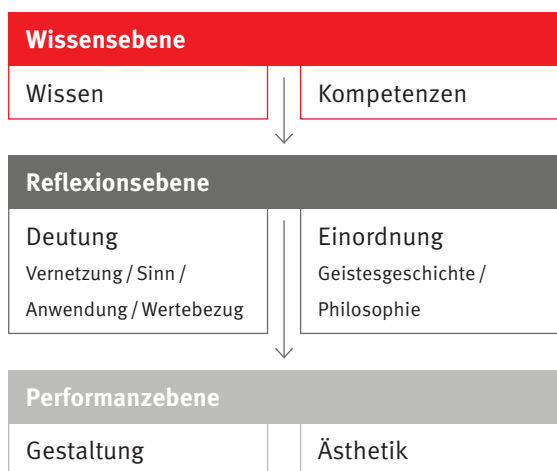 Wissensebene
Wissen
Kompetenzen
Reflexionsebene
Deutung
Vernetzung / Sinn /
Anwendung / Wertebezug
Einordnung
Geistesgeschichte /
Philosophie
Performanzebene
Gestaltung
Ästhetik